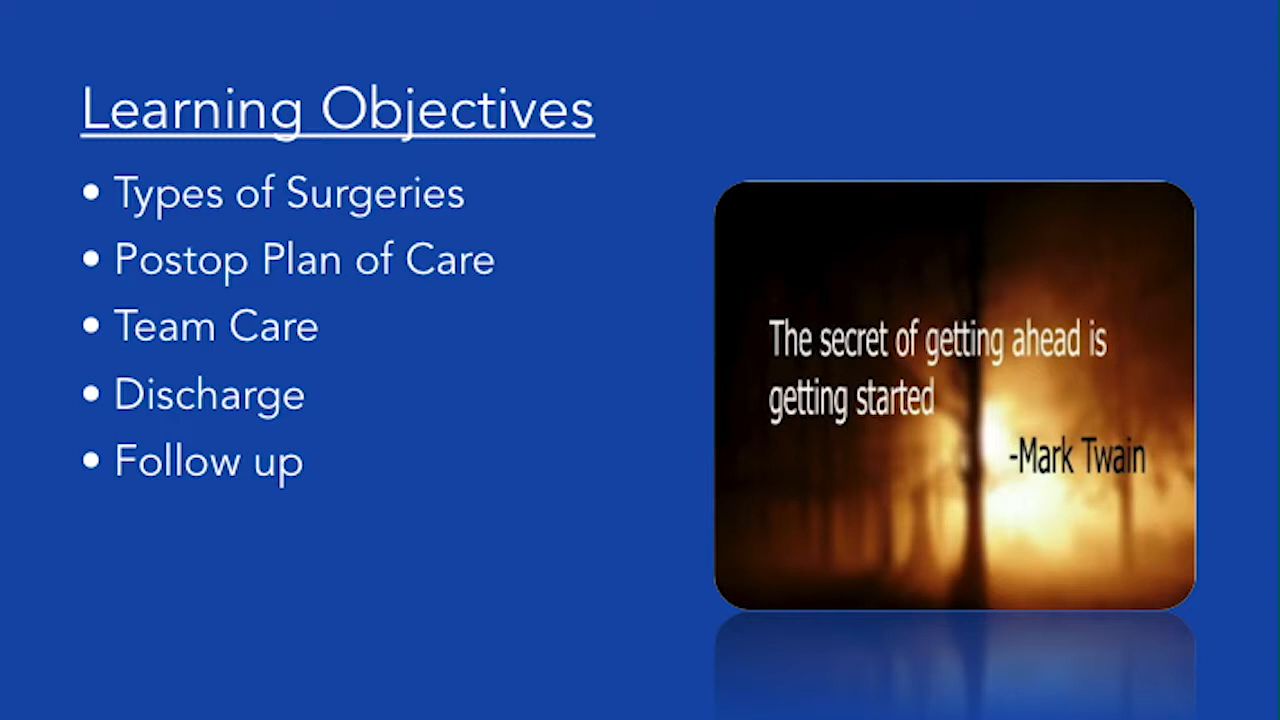 Learning Objectives
• Types of Surgeries
• Postop Plan of Care
• Team Care
• Discharge
• Follow up
The secret of getting ahead is
getting started
-Mark Twain